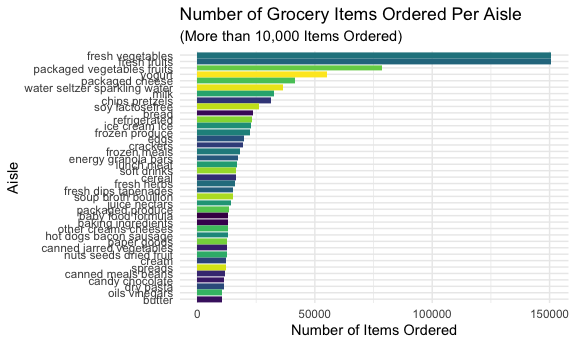 Number of Grocery Items Ordered Per Aisle
(More than 10,000 Items Ordered)
fresh vegetables
fresh fruits
packaged vegetables fruits
yogurt
packaged cheese
water seltzer sparkling water
milk
chips pretzels
soy lactosefree
bread
refrigerated
ice cream ice
frozen produce
eggs
crackers
frozen meals
energy granola bars
lunch meat
soft drinks
cereal
fresh herbs
fresh dips tapenades
soup broth bouillon
juice nectars
packaged produce
baby food formula
baking ingredients
other creams cheeses
hot dogs bacon sausage
paper goods
canned jarred vegetables
nuts seeds dried fruit
cream
spreads
canned meals beans
candy chocolate
dry pasta
oils vinegars
butter
Aisle
0 50000 100000 150000
Number of Items Ordered